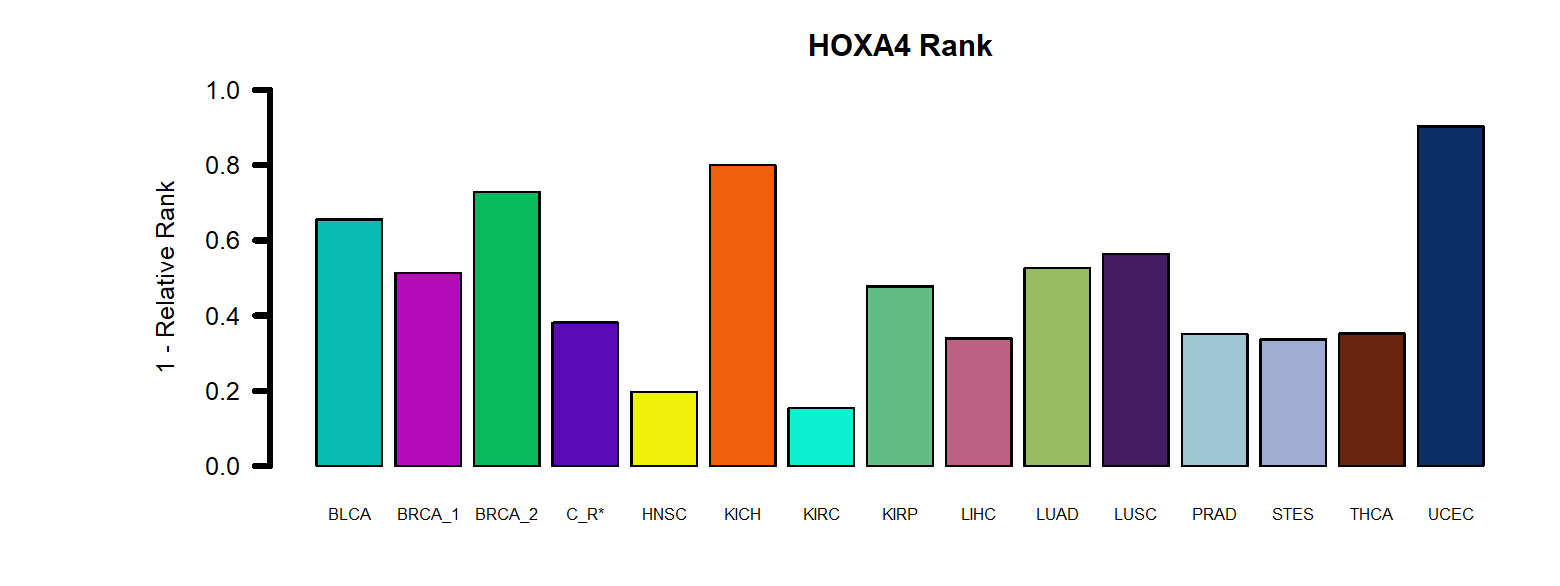 HOXA4 Rank
1 - Relative Rank
1.0
0.8
0.6
0.4
0.2
0.0
BLCA BRCA_1 BRCA_2 C_R* HNSC KICH KIRC KIRP LIHC LUAD LUSC PRAD STES THCA UCEC